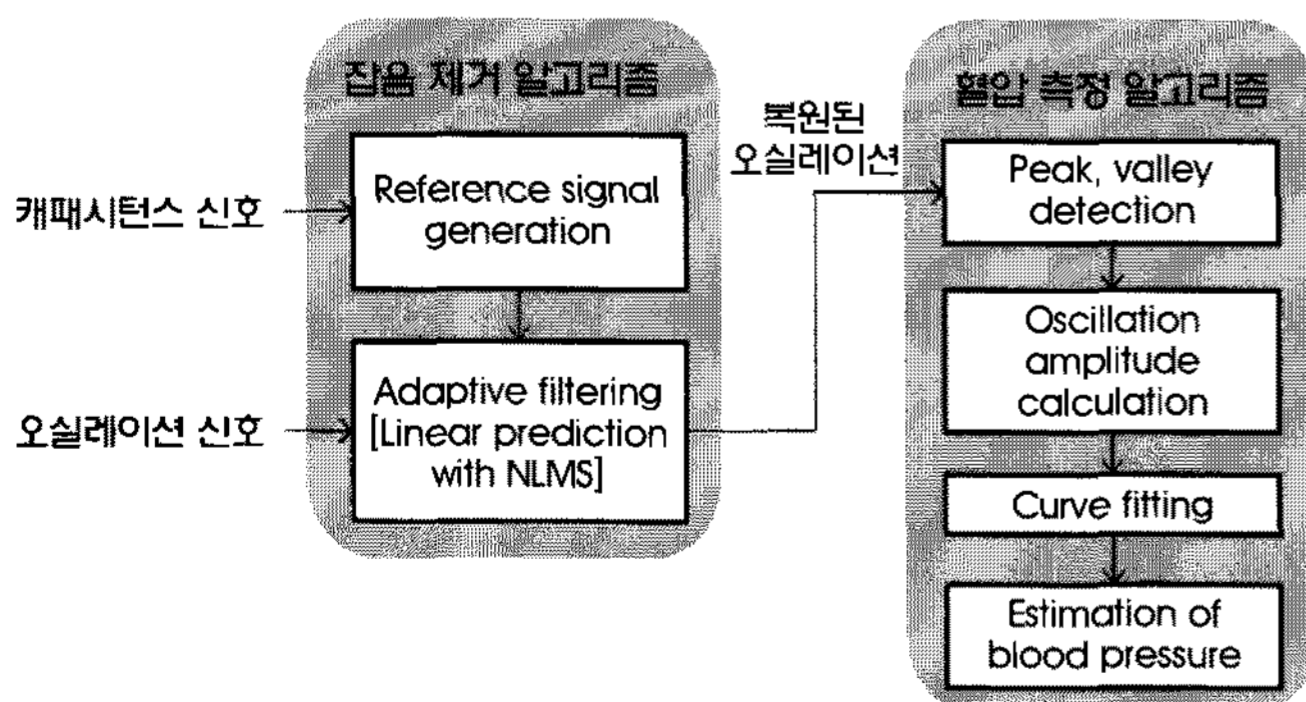 잡음 제거 알고리즘
캐패시턴스 신호
Reference signal
generation
오실레이션 신호
Adaptive filtering
[Linear prediction
with NLMS]
복원된
오실레이션
혈압 측정 알고리즘
Peak, valley
detection
Oscillation
amplitude
calculation
Curve fitting
Estimation of
blood pressure